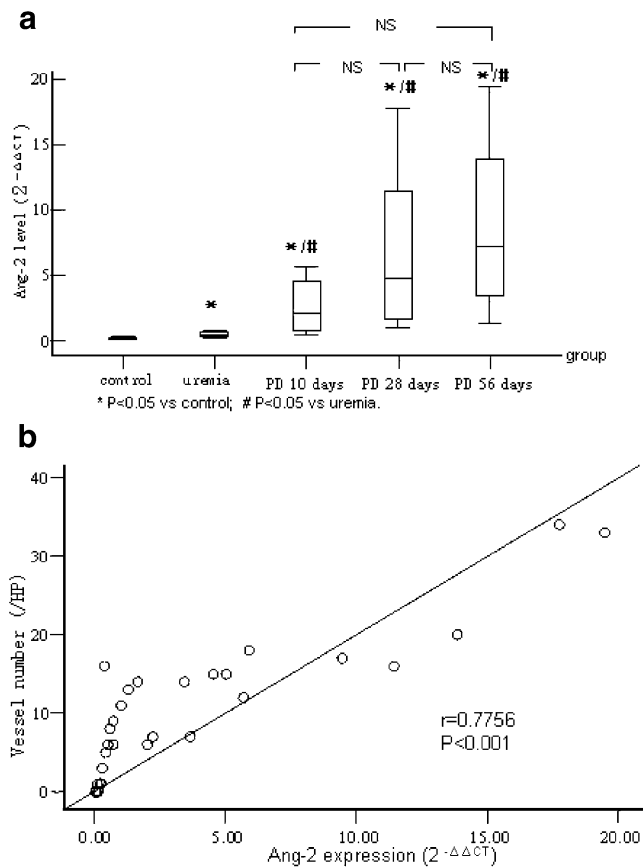 a
NS
NS NS
20
15
10
5
0
Ang-2 level (2-ΔΔCT)
*
*/#
*/#
*/#
group
control uremia PD 10 days PD 28 days PD 56 days
* P<0.05 vs control; # P<0.05 vs uremia.
b
40
30
20
10
0
Vessel number (/HP)
r=0.7756
P<0.001
0.00 5.00 10.00 15.00 20.00
Ang-2 expression (2-ΔΔCT)